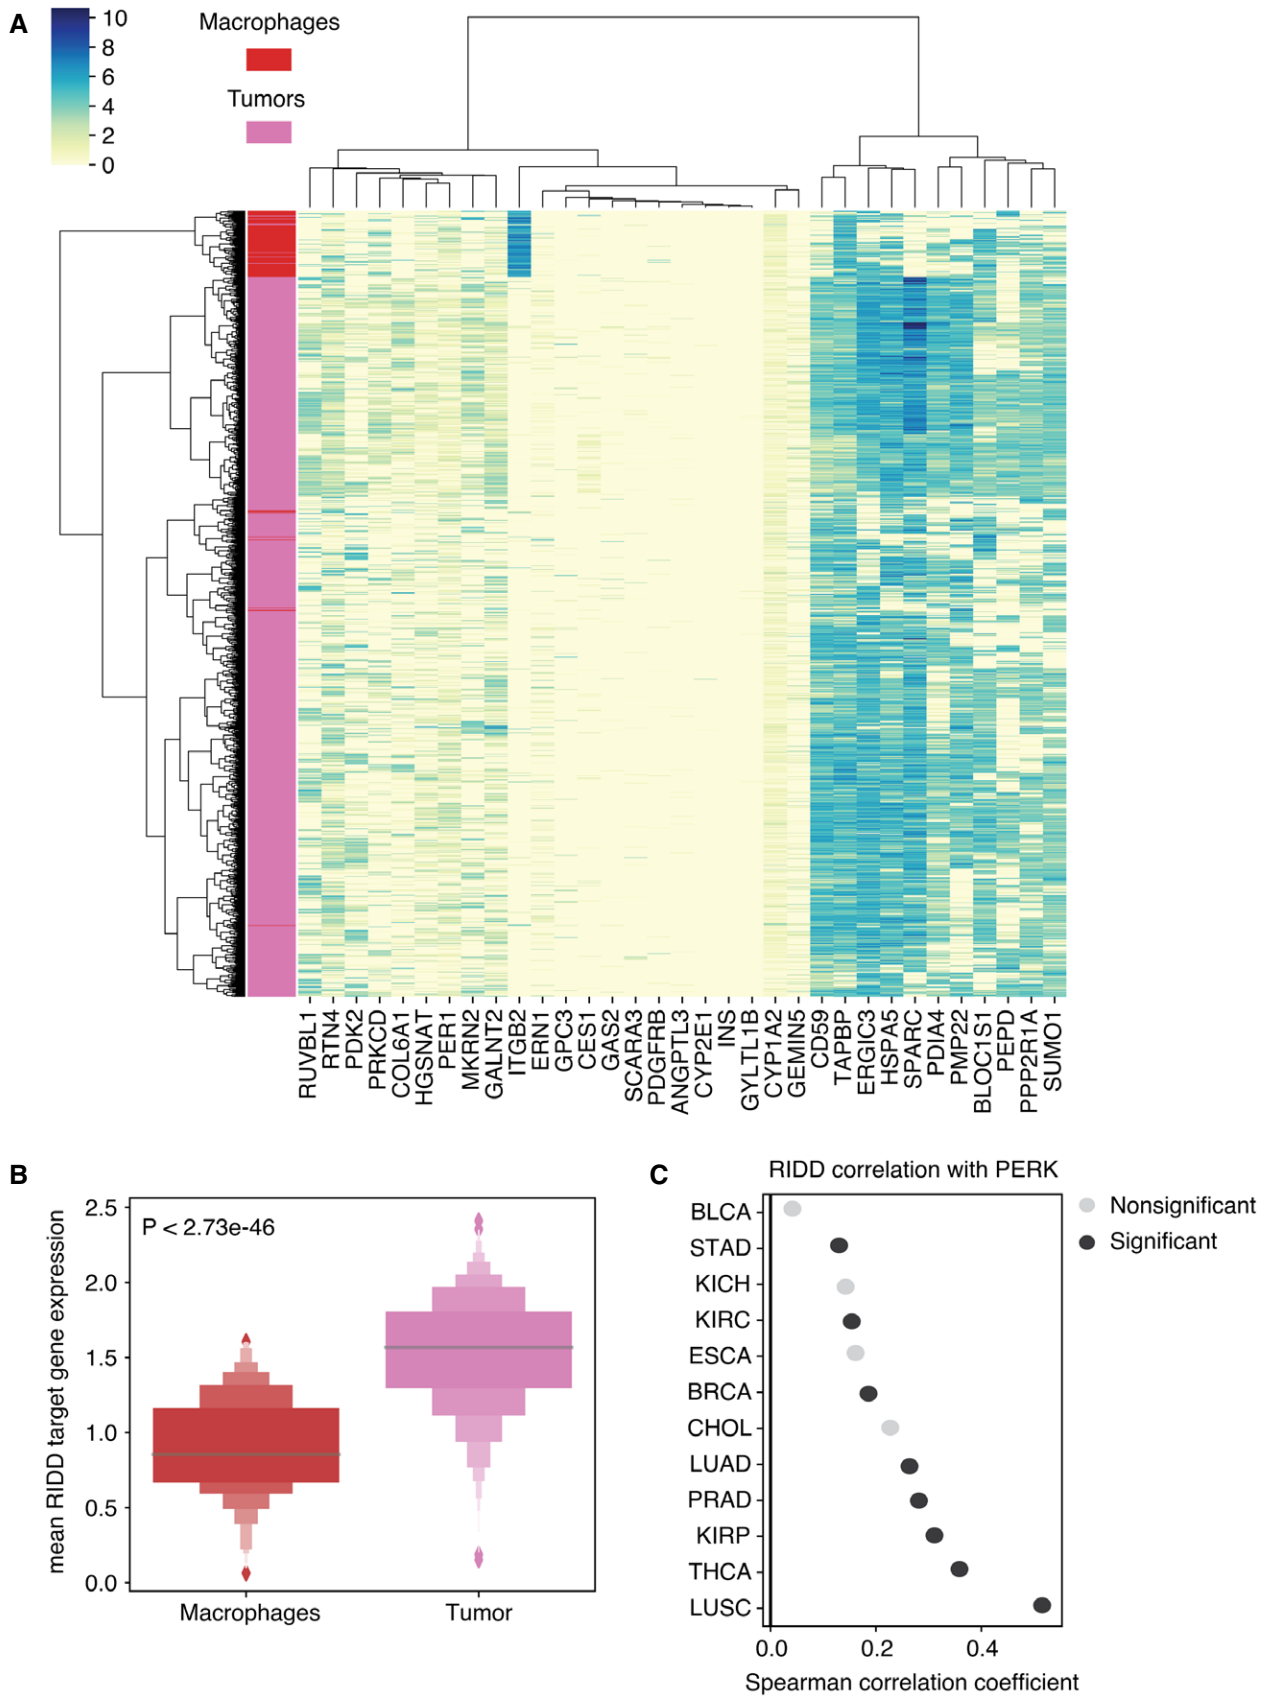 A
10
8
6
4
2
0
Macrophages
Tumors
RUVBL1
RTN4
PDK2
PRKCD
COL6A1
HGSNAT
PER1
MKRN2
GALNT2
ITGB2
ERN1
GPC3
CES1
GAS2
SCARA3
PDGFRB
ANGPTL3
CYP2E1
INS
GYLTL1B
CYP1A2
GEMIN5
CD59
TAPBP
ERGIC3
HSPA5
SPARC
PDIA4
PMP22
BLOC1S1
PEPD
PPP2R1A
SUMO1
B
mean RIDD target gene expression
2.5
2.0
1.5
1.0
0.5
0.0
P < 2.73e-46
Macrophages
Tumor
C
RIDD correlation with PERK
BLCA
STAD
KICH
KIRC
ESCA
BRCA
CHOL
LUAD
PRAD
KIRP
THCA
LUSC
0.0
0.2
0.4
Spearman correlation coefficient
Nonsignificant
Significant